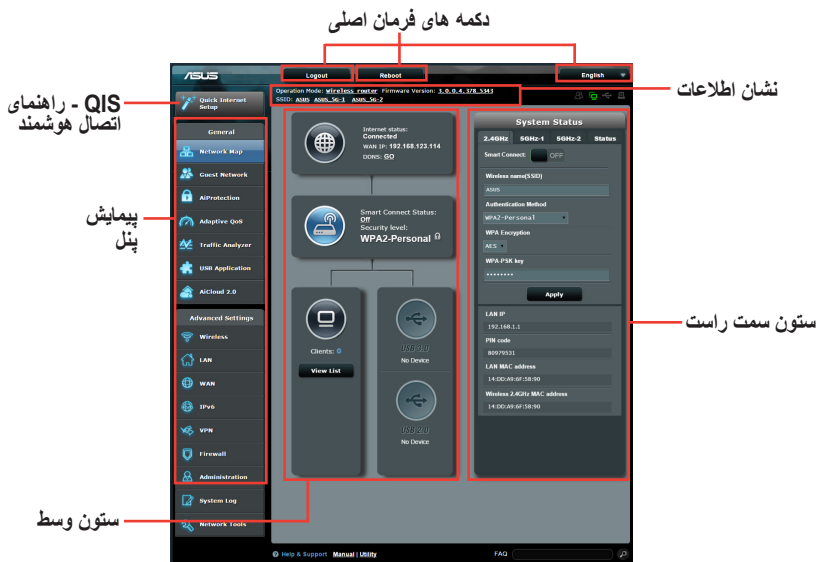 دکمه های فرمان اصلی
ASUS
Logout
Reboot
English
نشان اطلاعات
Operation Mode: Wireless router Firmware Version: 3.0.0.4.378_5343
SSID: ASUS ASUS_5G-1 ASUS_5G-2
QIS - راهنمای
اتصال هوشمند
Quick Internet
Setup
General
Network Map
Guest Network
AiProtection
Adaptive QoS
Traffic Analyzer
USB Application
AiCloud 2.0
پیمایش
پنل
Advanced Settings
Wireless
LAN
WAN
IPv6
VPN
Firewall
Administration
System Log
Network Tools
Internet status:
Connected
WAN IP: 192.168.123.114
DDNS: GO
Smart Connect Status:
Off
Security level:
WPA2-Personal
Clients: 0
View List
USB 3.0
No Device
USB 2.0
No Device
ستون وسط
System Status
2.4GHz 5GHz-1 5GHz-2 Status
Smart Connect: OFF
Wireless name(SSID)
ASUS
Authentication Method
WPA2-Personal
WPA Encryption
AES
WPA-PSK key
••••••••
Apply
LAN IP
192.168.1.1
PIN code
80979531
LAN MAC address
14:DD:A9:6F:58:90
Wireless 2.4GHz MAC address
14:DD:A9:6F:58:90
ستون سمت راست
Help & Support Manual | Utility
FAQ